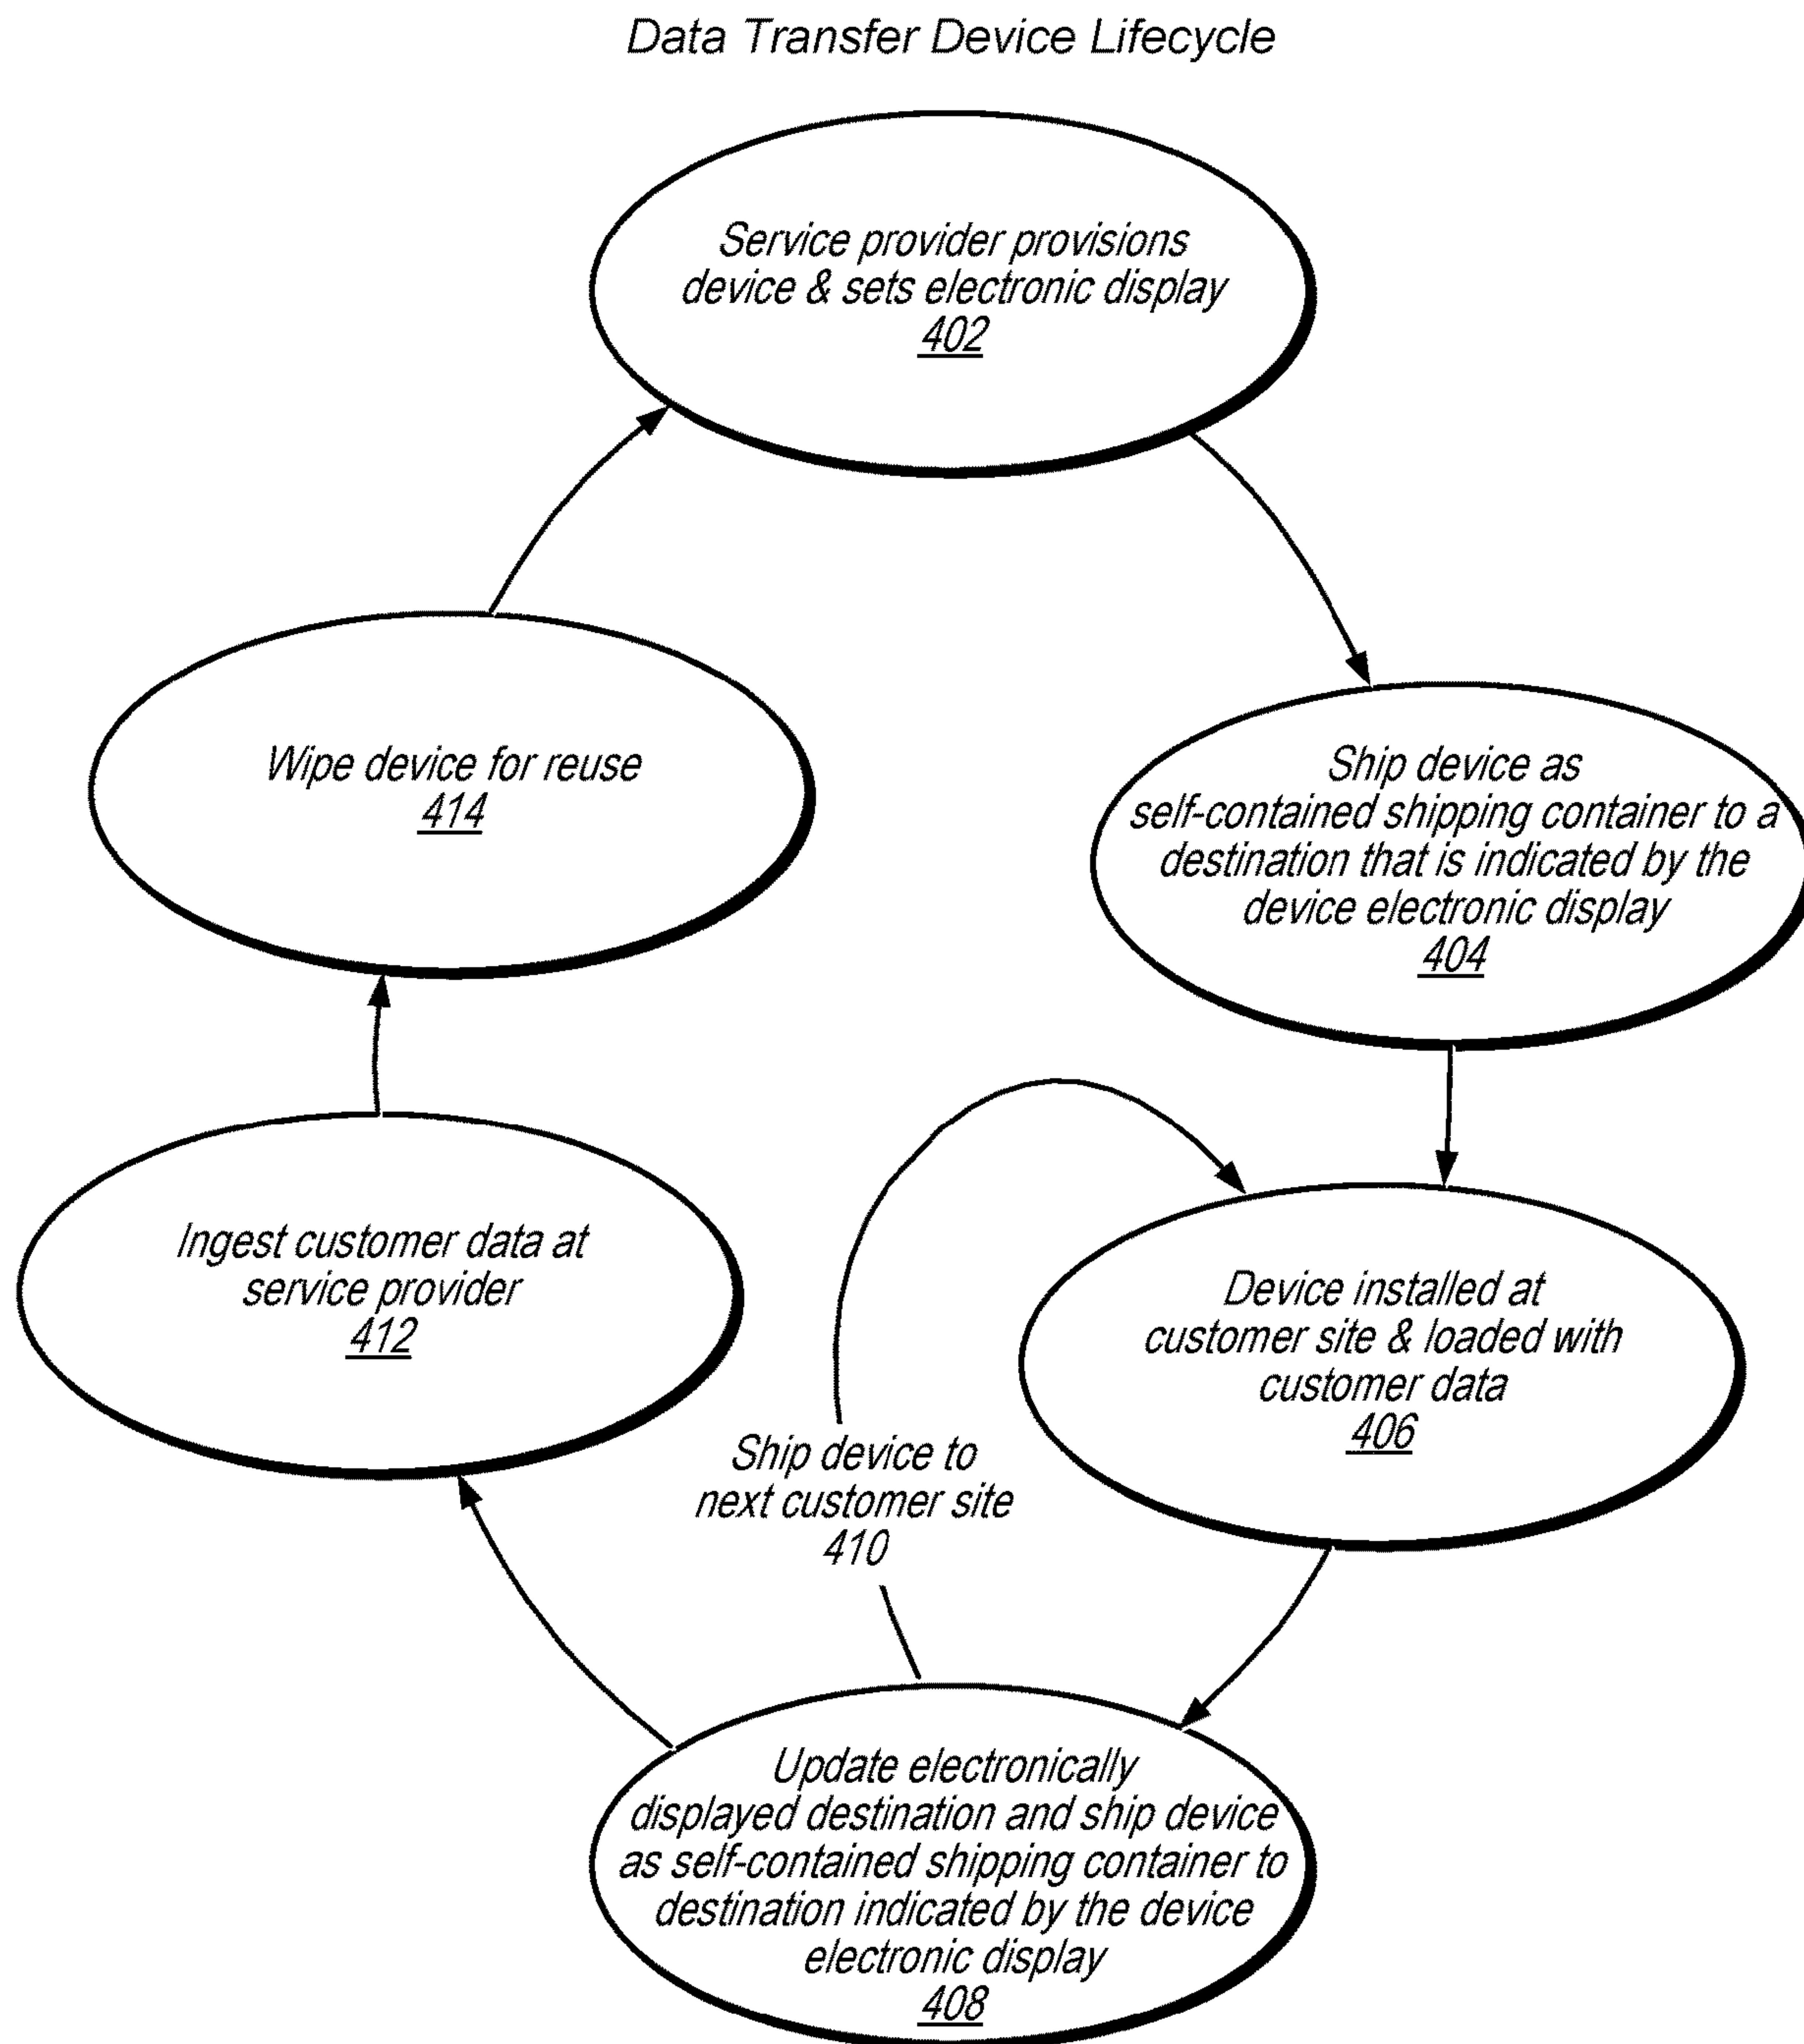 Data Transfer Device Lifecycle
Service provider provisions
device & sets electronic display
402
Ship device as
self-contained shipping container to a
destination that is indicated by the
device electronic display
404
Device installed at
customer site & loaded with
customer data
406
Update electronically
displayed destination and ship device
as self-contained shipping container to
destination indicated by the device
electronic display
408
Ship device to
next customer site
410
Ingest customer data at
service provider
412
Wipe device for reuse
414